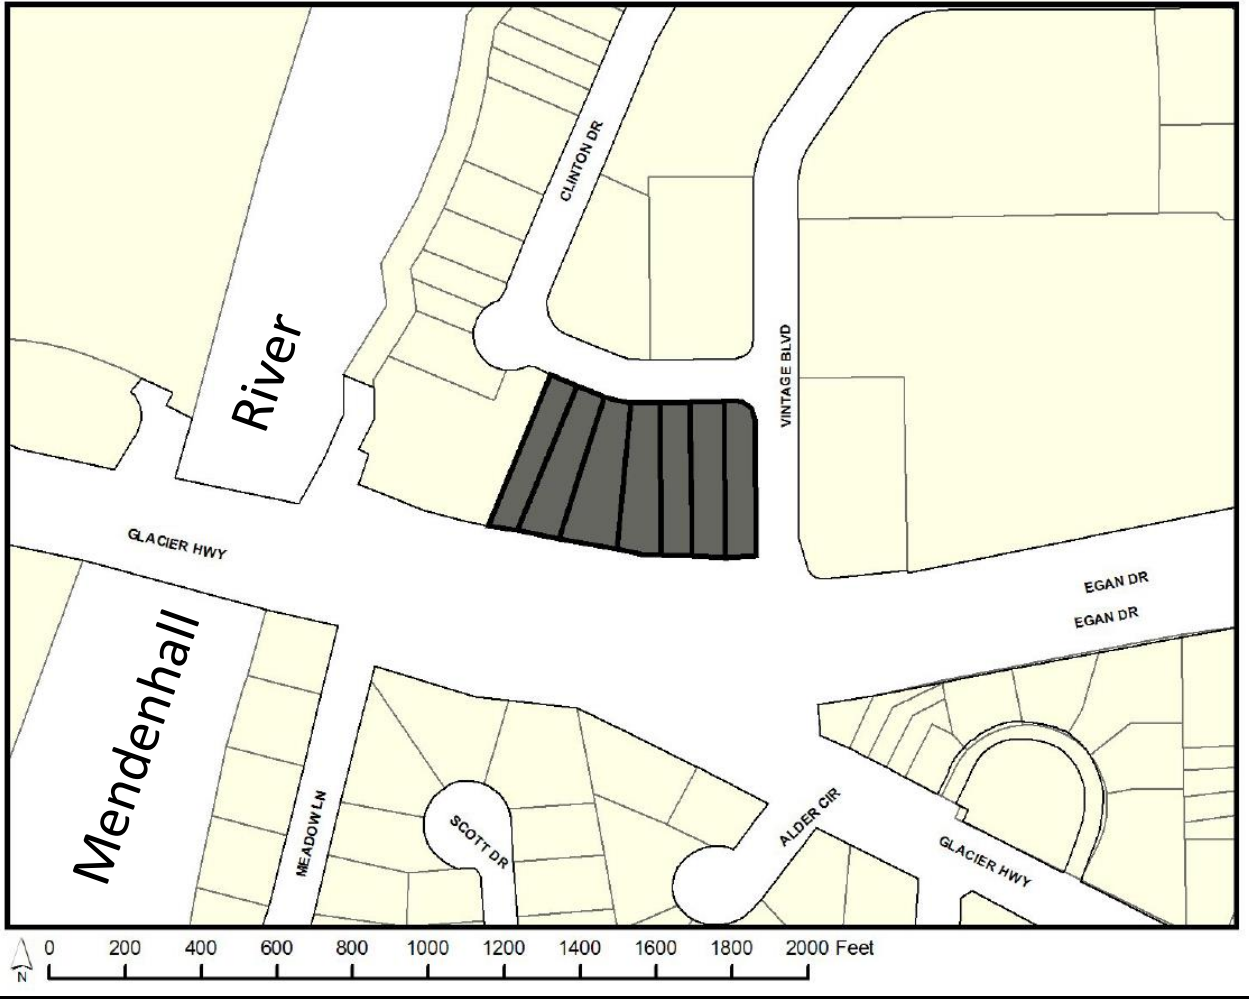 CLINTON DR
River
VINTAGE BLVD
GLACIER HWY
EGAN DR
EGAN DR
Mendenhall
MEADOW LN
SCOTT DR
ALDER CIR
GLACIER HWY
N
0 200 400 600 800 1000 1200 1400 1600 1800 2000 Feet